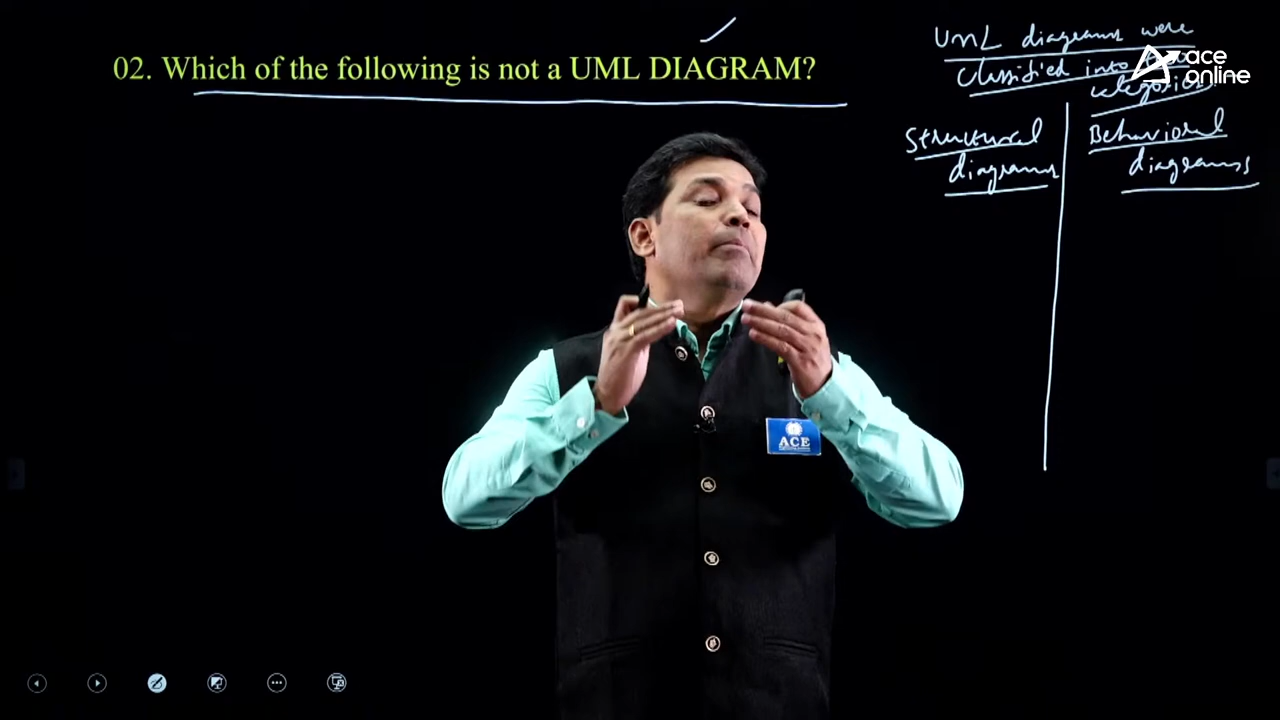 02. Which of the following is not a UML DIAGRAM?
UML diagrams were
classified into
categories
ace
online
Structural
diagrams
Behavioral
diagrams
ACE